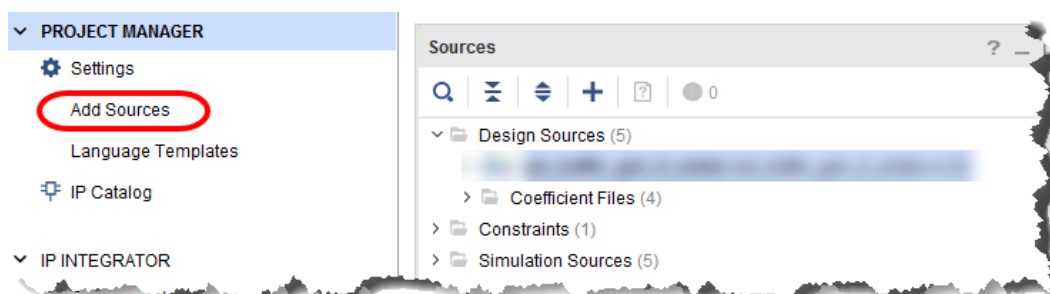 PROJECT MANAGER
Settings
Add Sources
Language Templates
IP Catalog
IP INTEGRATOR
Sources
? _
0
Design Sources (5)
Coefficient Files (4)
Constraints (1)
Simulation Sources (5)